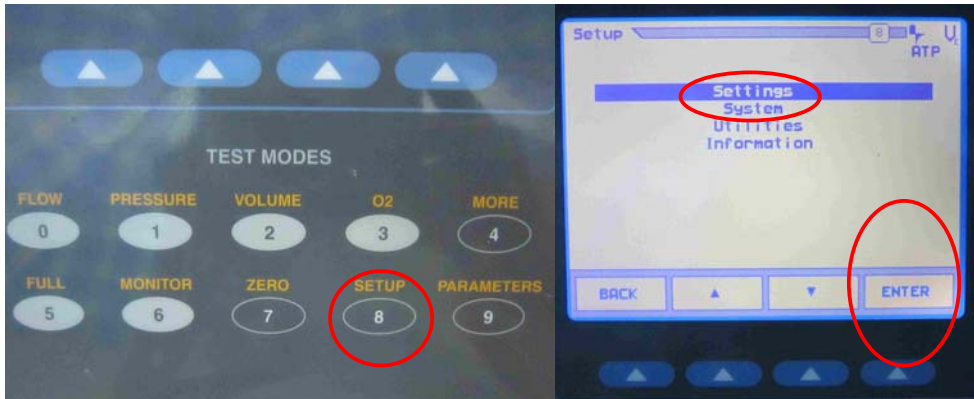 TEST MODES
FLOW PRESSURE VOLUME O2 MORE
0 1 2 3 4
FULL MONITOR ZERO SETUP PARAMETERS
5 6 7 8 9
Setup 8
ATP
Settings
System
Utilities
Information
BACK ENTER